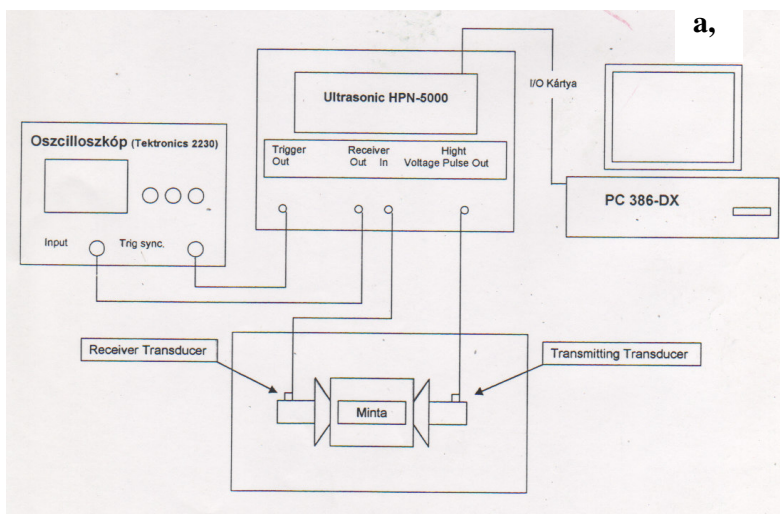 a,
Ultrasonic HPN-5000
I/O Kártya
Oszcilloszkóp (Tektronics 2230)
Trigger Receiver Hight
Out Out In Voltage Pulse Out
PC 386-DX
Input Trig sync.
Receiver Transducer
Transmitting Transducer
Minta